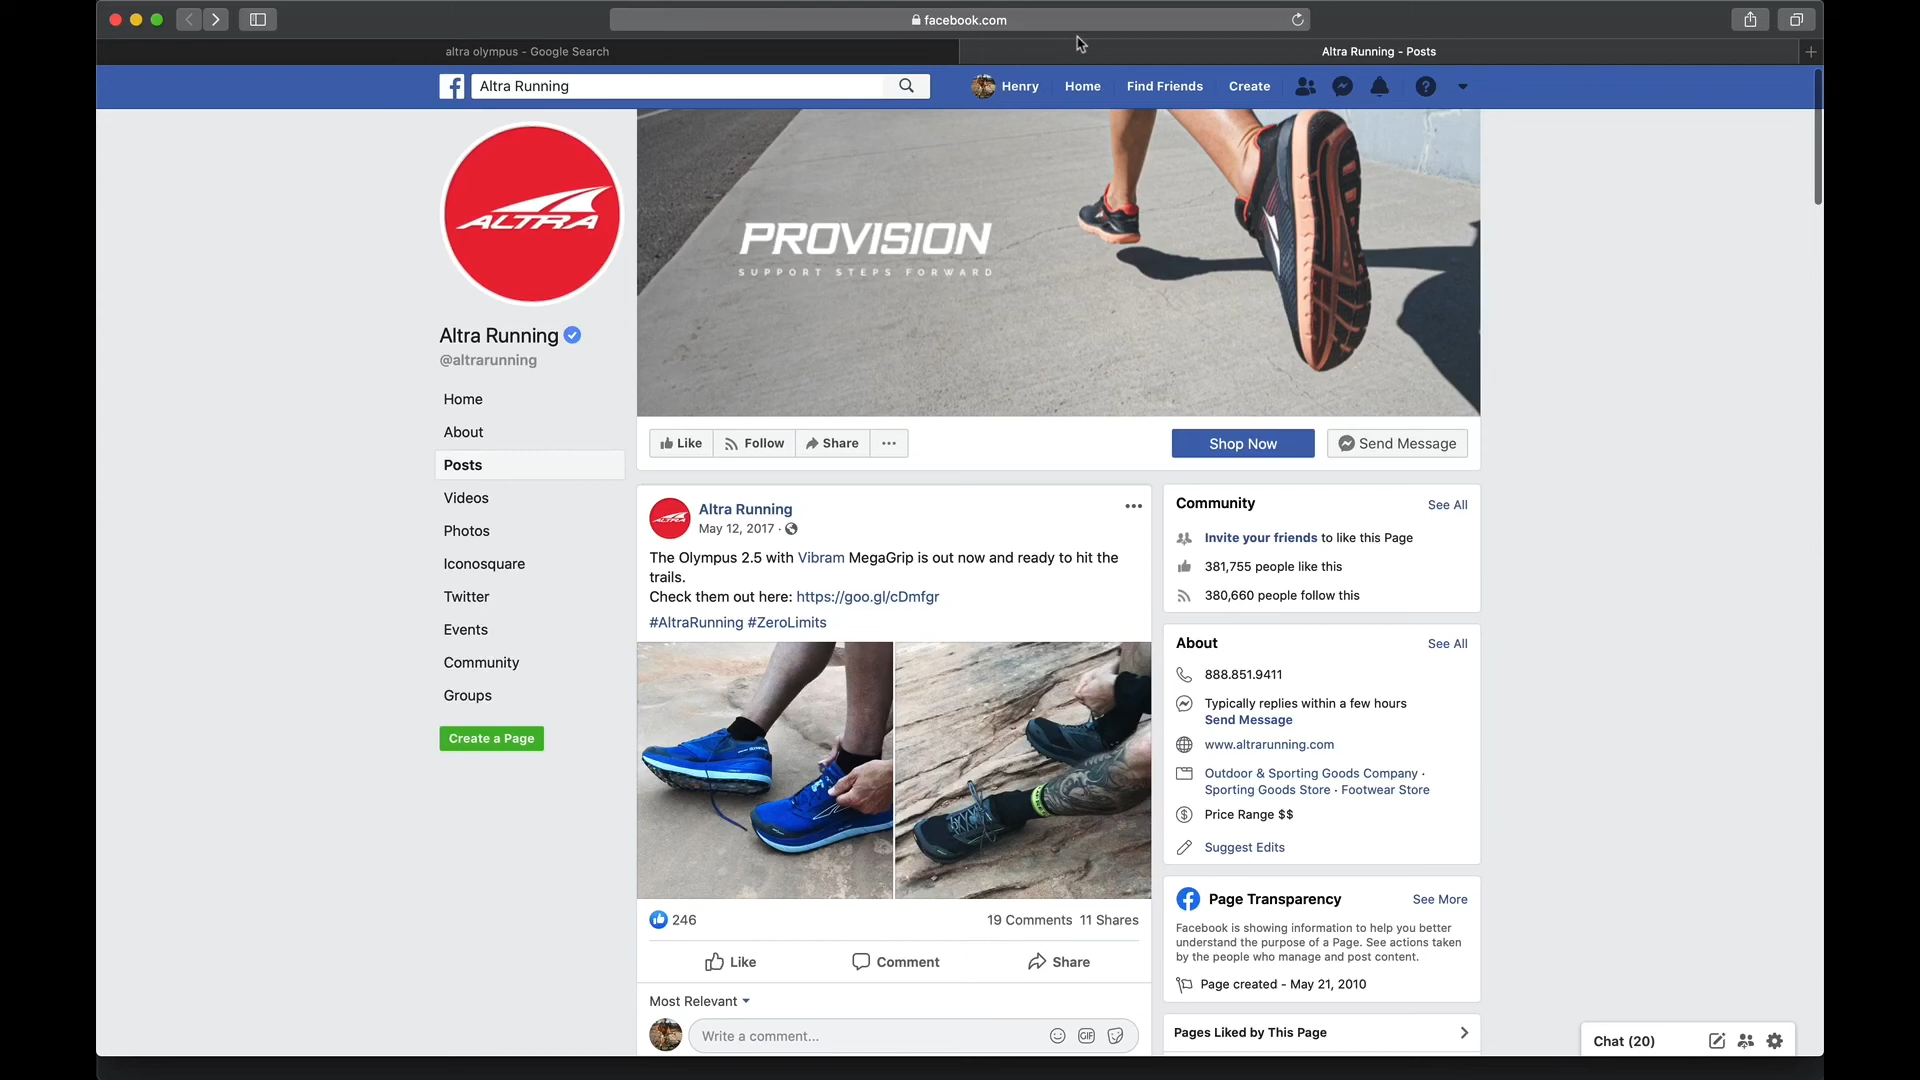 facebook.com
altra olympus - Google Search
Altra Running - Posts
Altra Running
Henry
Home
Find Friends
Create
ALTRA
PROVISION
SUPPORT STEPS FORWARD
Altra Running
@altrarunning
Home
About
Posts
Videos
Photos
Iconosquare
Twitter
Events
Community
Groups
Create a Page
Like
Follow
Share
Shop Now
Send Message
ALTRA
Altra Running
May 12, 2017 ·
The Olympus 2.5 with Vibram MegaGrip is out now and ready to hit the
trails.
Check them out here: https://goo.gl/cDmfgr
#AltraRunning #ZeroLimits
246
19 Comments 11 Shares
Like
Comment
Share
Most Relevant
Write a comment...
GIF
Community
See All
Invite your friends to like this Page
381,755 people like this
380,660 people follow this
About
See All
888.851.9411
Typically replies within a few hours
Send Message
www.altrarunning.com
Outdoor & Sporting Goods Company ·
Sporting Goods Store · Footwear Store
Price Range $$
Suggest Edits
Page Transparency
See More
Facebook is showing information to help you better
understand the purpose of a Page. See actions taken
by the people who manage and post content.
Page created - May 21, 2010
Pages Liked by This Page
Chat (20)